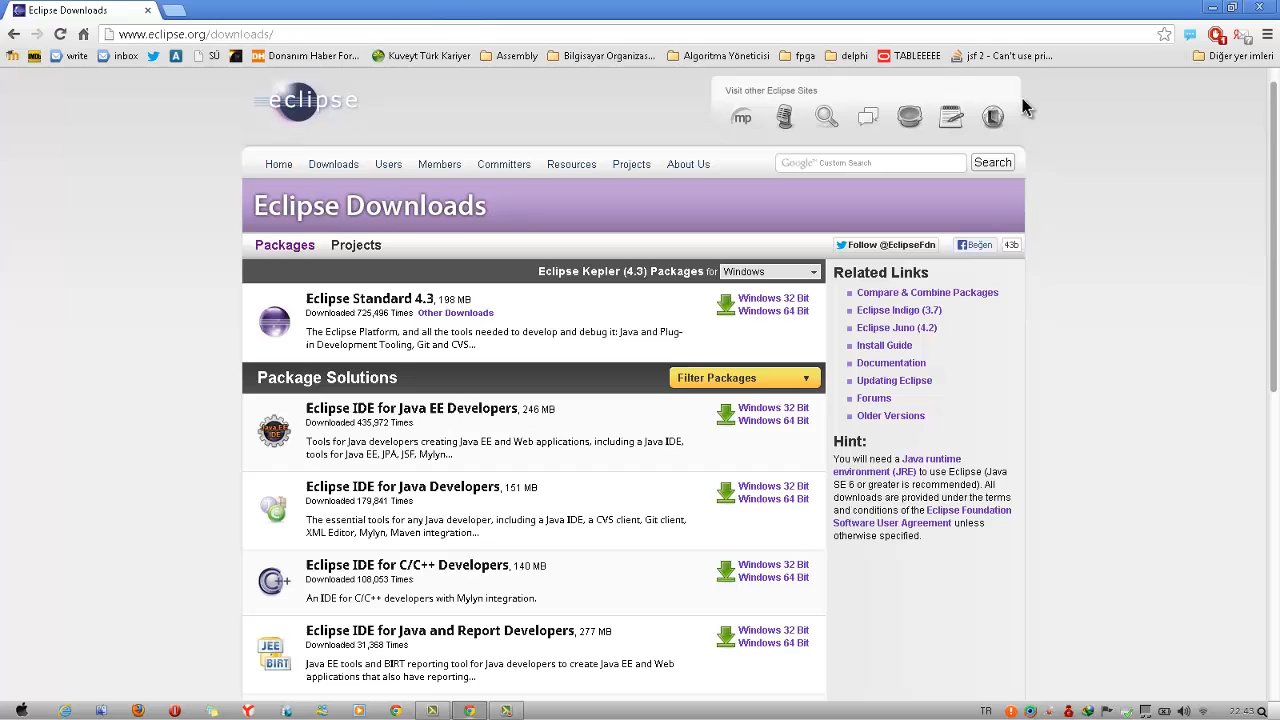 Eclipse Downloads
www.eclipse.org/downloads/
write
inbox
SÜ
Donanım Haber For...
Kuveyt Türk Kariyer
Assembly
Bilgisayar Organizas...
Algoritma Yöneticisi
fpga
delphi
TABLEEEE
jsf 2 - Can't use pri...
Diğer yer imleri
eclipse
Visit other Eclipse Sites
mp
Home Downloads Users Members Committers Resources Projects About Us
Google™ Custom Search Search
Eclipse Downloads
Packages Projects
Follow @EclipseFdn
Beğen 43b
Eclipse Kepler (4.3) Packages for Windows
Eclipse Standard 4.3, 198 MB
Downloaded 725,496 Times Other Downloads
The Eclipse Platform, and all the tools needed to develop and debug it: Java and Plug-
in Development Tooling, Git and CVS...
Windows 32 Bit
Windows 64 Bit
Package Solutions
Filter Packages
Eclipse IDE for Java EE Developers, 246 MB
Downloaded 435,972 Times
Tools for Java developers creating Java EE and Web applications, including a Java IDE,
tools for Java EE, JPA, JSF, Mylyn...
Windows 32 Bit
Windows 64 Bit
Java EE
IDE
Eclipse IDE for Java Developers, 151 MB
Downloaded 179,841 Times
The essential tools for any Java developer, including a Java IDE, a CVS client, Git client,
XML Editor, Mylyn, Maven integration...
Windows 32 Bit
Windows 64 Bit
Eclipse IDE for C/C++ Developers, 140 MB
Downloaded 108,053 Times
An IDE for C/C++ developers with Mylyn integration.
Windows 32 Bit
Windows 64 Bit
Eclipse IDE for Java and Report Developers, 277 MB
Downloaded 31,368 Times
Java EE tools and BIRT reporting tool for Java developers to create Java EE and Web
applications that also have reporting...
Windows 32 Bit
Windows 64 Bit
JEE
BIRT
Related Links
Compare & Combine Packages
Eclipse Indigo (3.7)
Eclipse Juno (4.2)
Install Guide
Documentation
Updating Eclipse
Forums
Older Versions
Hint:
You will need a Java runtime
environment (JRE) to use Eclipse (Java
SE 6 or greater is recommended). All
downloads are provided under the terms
and conditions of the Eclipse Foundation
Software User Agreement unless
otherwise specified.
TR
22:43